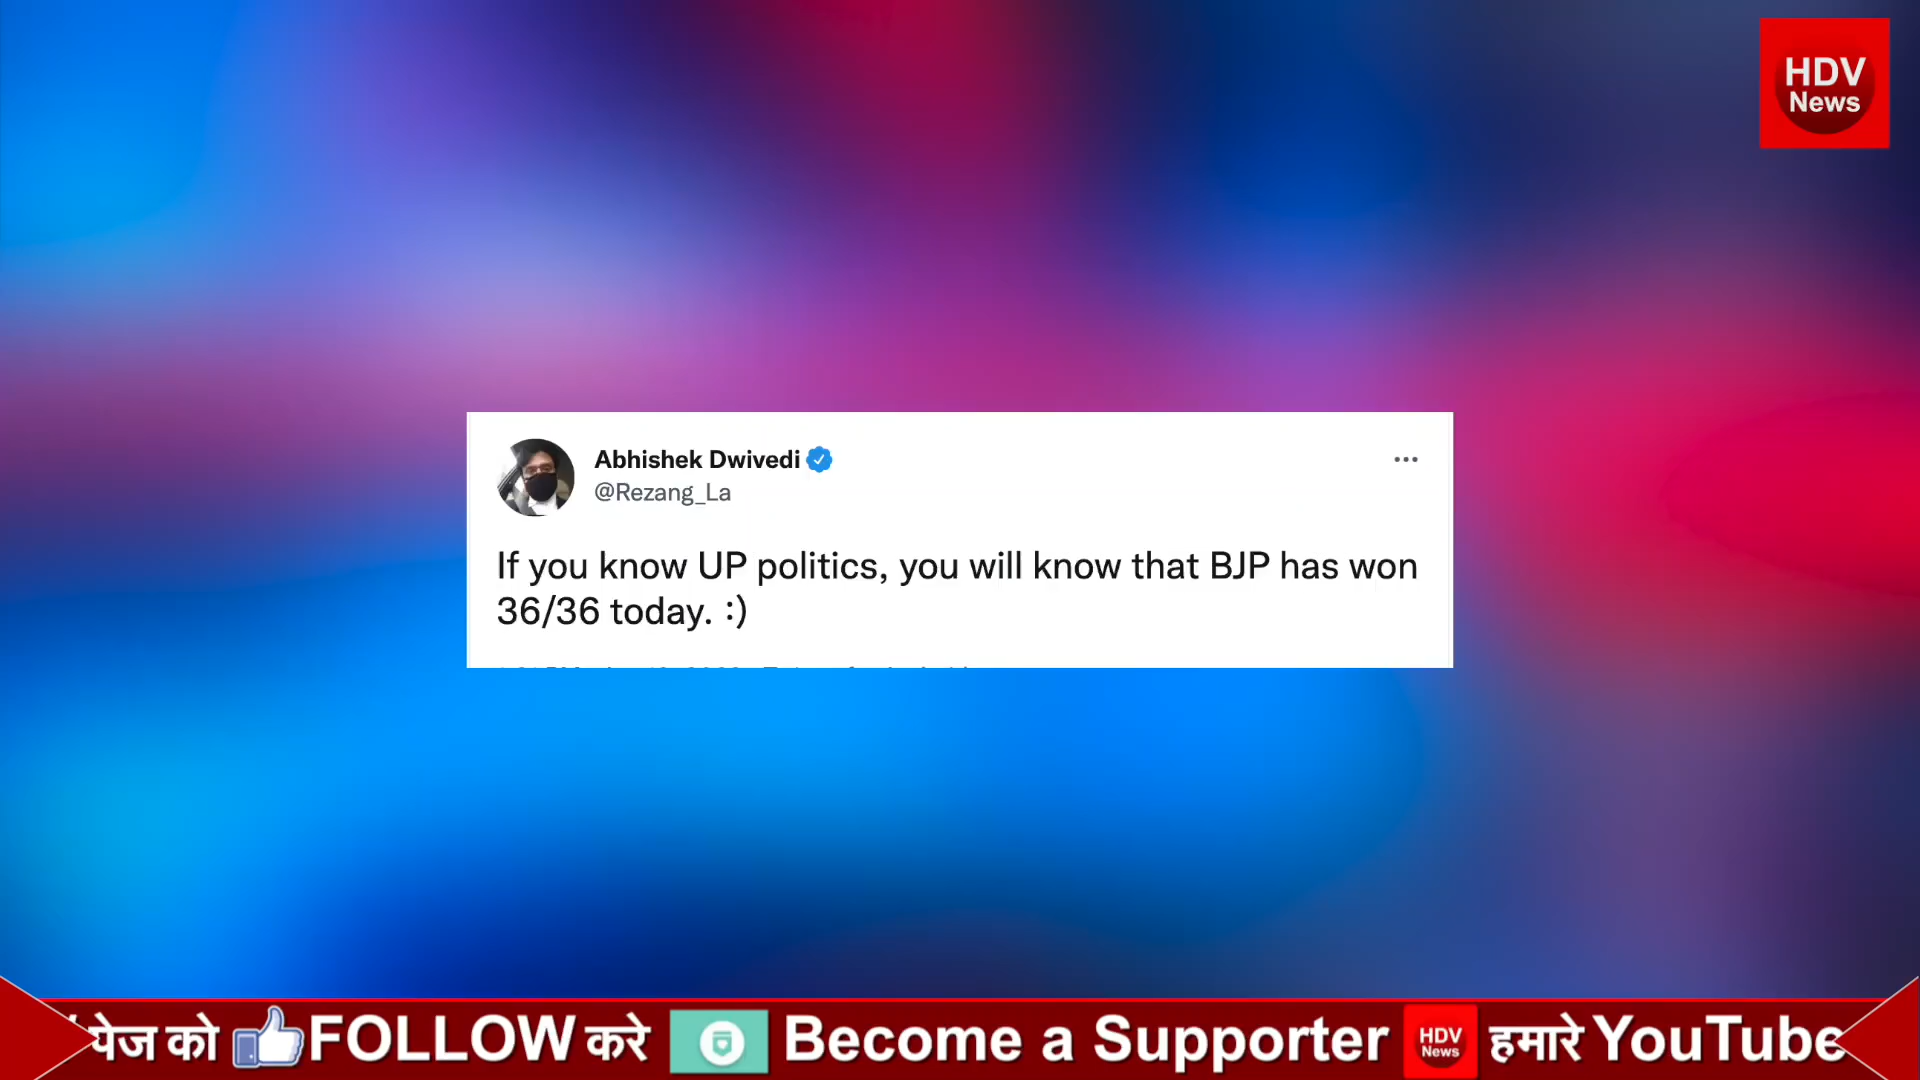 HDV
News
Abhishek Dwivedi
@Rezang_La
If you know UP politics, you will know that BJP has won
36/36 today. :)
पेज को FOLLOW करे Become a Supporter HDV News हमारे YouTube